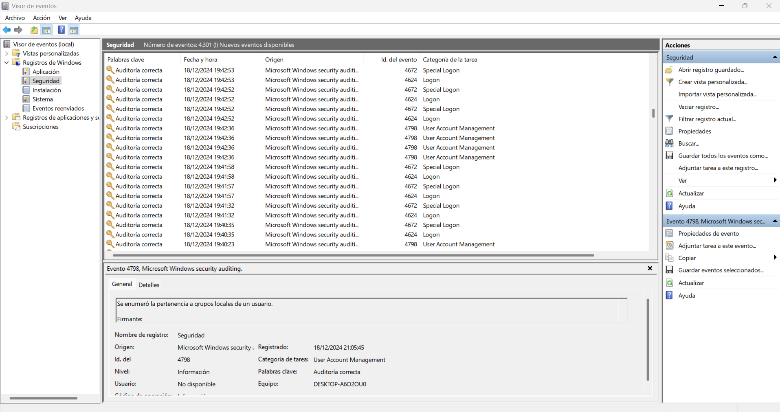 Visor de eventos
Archivo Acción Ver Ayuda
Visor de eventos (local)
Vistas personalizadas
Registros de Windows
Aplicación
Seguridad
Instalación
Sistema
Eventos reenviados
Registros de aplicaciones y se
Suscripciones
Seguridad Número de eventos: 4.501 (!) Nuevos eventos disponibles
Palabras clave Fecha y hora Origen Id. del evento Categoría de la tarea
Auditoría correcta 18/12/2024 19:42:53 Microsoft Windows security auditi... 4672 Special Logon
Auditoría correcta 18/12/2024 19:42:53 Microsoft Windows security auditi... 4624 Logon
Auditoría correcta 18/12/2024 19:42:52 Microsoft Windows security auditi... 4672 Special Logon
Auditoría correcta 18/12/2024 19:42:52 Microsoft Windows security auditi... 4624 Logon
Auditoría correcta 18/12/2024 19:42:52 Microsoft Windows security auditi... 4672 Special Logon
Auditoría correcta 18/12/2024 19:42:52 Microsoft Windows security auditi... 4624 Logon
Auditoría correcta 18/12/2024 19:42:36 Microsoft Windows security auditi... 4798 User Account Management
Auditoría correcta 18/12/2024 19:42:36 Microsoft Windows security auditi... 4798 User Account Management
Auditoría correcta 18/12/2024 19:42:36 Microsoft Windows security auditi... 4798 User Account Management
Auditoría correcta 18/12/2024 19:42:36 Microsoft Windows security auditi... 4798 User Account Management
Auditoría correcta 18/12/2024 19:41:58 Microsoft Windows security auditi... 4672 Special Logon
Auditoría correcta 18/12/2024 19:41:58 Microsoft Windows security auditi... 4624 Logon
Auditoría correcta 18/12/2024 19:41:57 Microsoft Windows security auditi... 4672 Special Logon
Auditoría correcta 18/12/2024 19:41:57 Microsoft Windows security auditi... 4624 Logon
Auditoría correcta 18/12/2024 19:41:32 Microsoft Windows security auditi... 4672 Special Logon
Auditoría correcta 18/12/2024 19:41:32 Microsoft Windows security auditi... 4624 Logon
Auditoría correcta 18/12/2024 19:40:35 Microsoft Windows security auditi... 4672 Special Logon
Auditoría correcta 18/12/2024 19:40:35 Microsoft Windows security auditi... 4624 Logon
Auditoría correcta 18/12/2024 19:40:23 Microsoft Windows security auditi... 4798 User Account Management
Evento 4798, Microsoft Windows security auditing.
General Detalles
Se enumeró la pertenencia a grupos locales de un usuario.
Firmante:
Nombre de registro: Seguridad
Origen: Microsoft Windows security . Registrado: 18/12/2024 21:05:45
Id. del 4798 Categoría de tarea: User Account Management
Nivel: Información Palabras clave: Auditoría correcta
Usuario: No disponible Equipo: DESKTOP-A6O2OU0
Acciones
Seguridad
Abrir registro guardado...
Crear vista personalizada...
Importar vista personalizada...
Vaciar registro...
Filtrar registro actual...
Propiedades
Buscar...
Guardar todos los eventos como...
Adjuntar tarea a este registro...
Ver
Actualizar
Ayuda
Evento 4798, Microsoft Windows sec...
Propiedades de evento
Adjuntar tarea a este evento...
Copiar
Guardar eventos seleccionados...
Actualizar
Ayuda